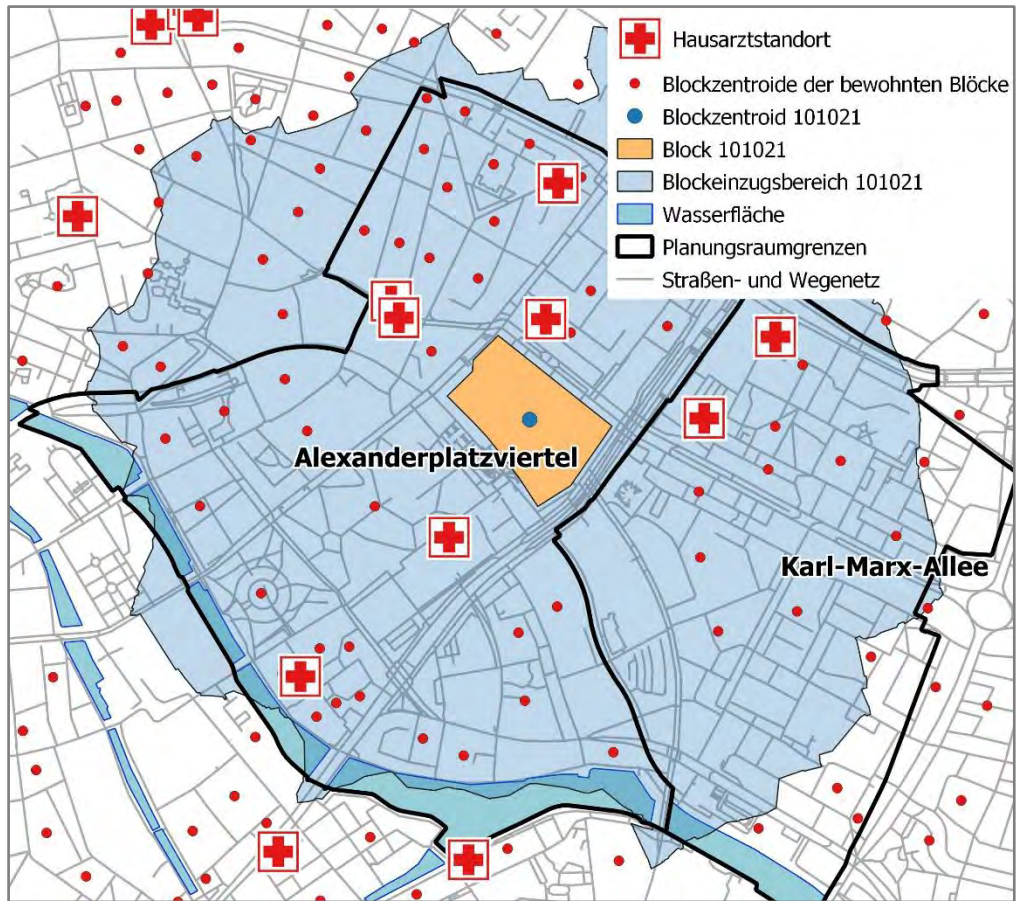 Hausarztstandort
Blockzentroide der bewohnten Blöcke
Blockzentroid 101021
Block 101021
Blockeinzugsbereich 101021
Wasserfläche
Planungsraumgrenzen
Straßen- und Wegenetz
Alexanderplatzviertel
Karl-Marx-Allee